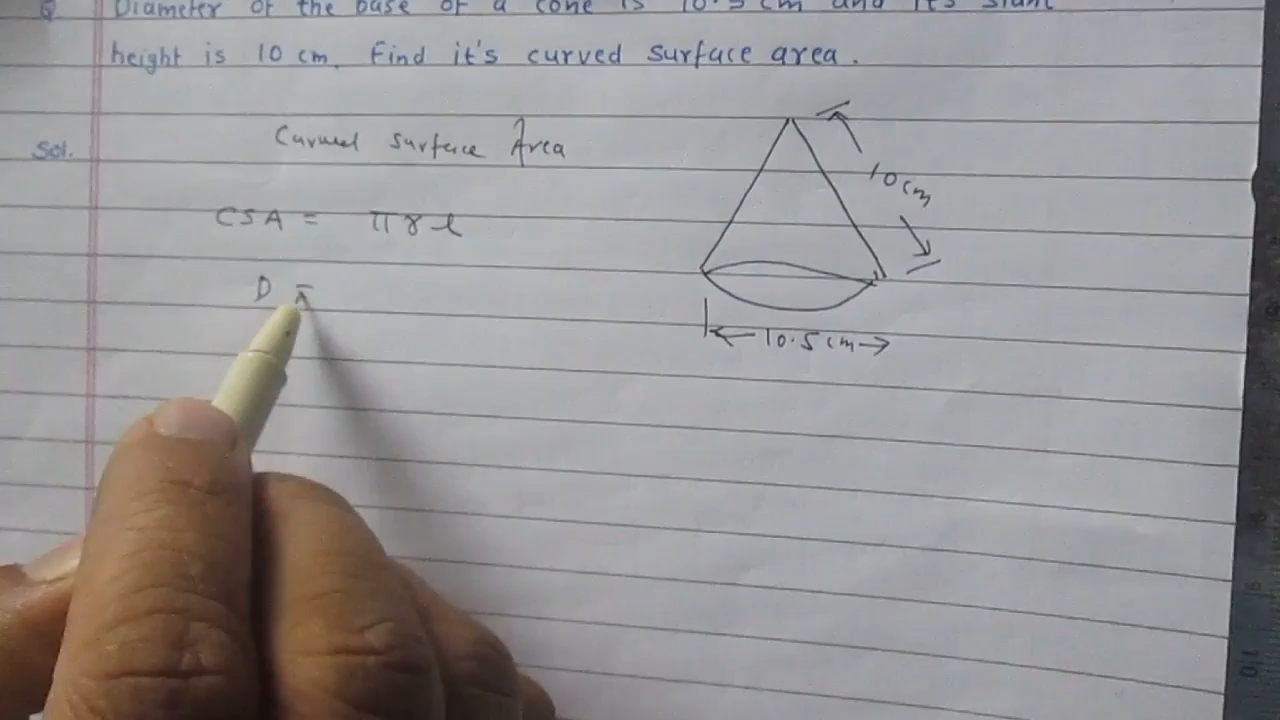 Q Diameter of the base of a cone is 10.5 cm and its slant
height is 10 cm. Find it's curved surface area.
Sol. Curved Surface Area
CSA = πrl
D =
10 cm
10.5 cm